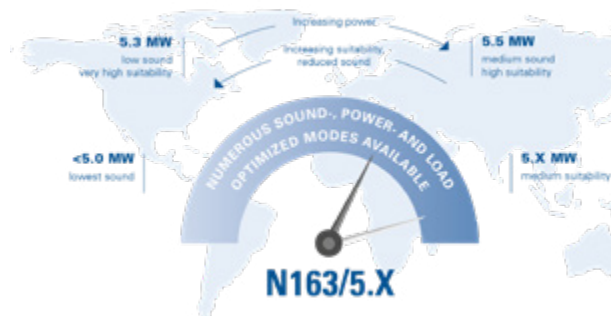 Increasing power
5.3 MW
low sound
very high suitability
Increasing suitability,
reduced sound
5.5 MW
medium sound
high suitability
NUMEROUS SOUND-, POWER- AND LOAD
OPTIMIZED MODES AVAILABLE
<5.0 MW
lowest sound
5.X MW
medium suitability
N163/5.X